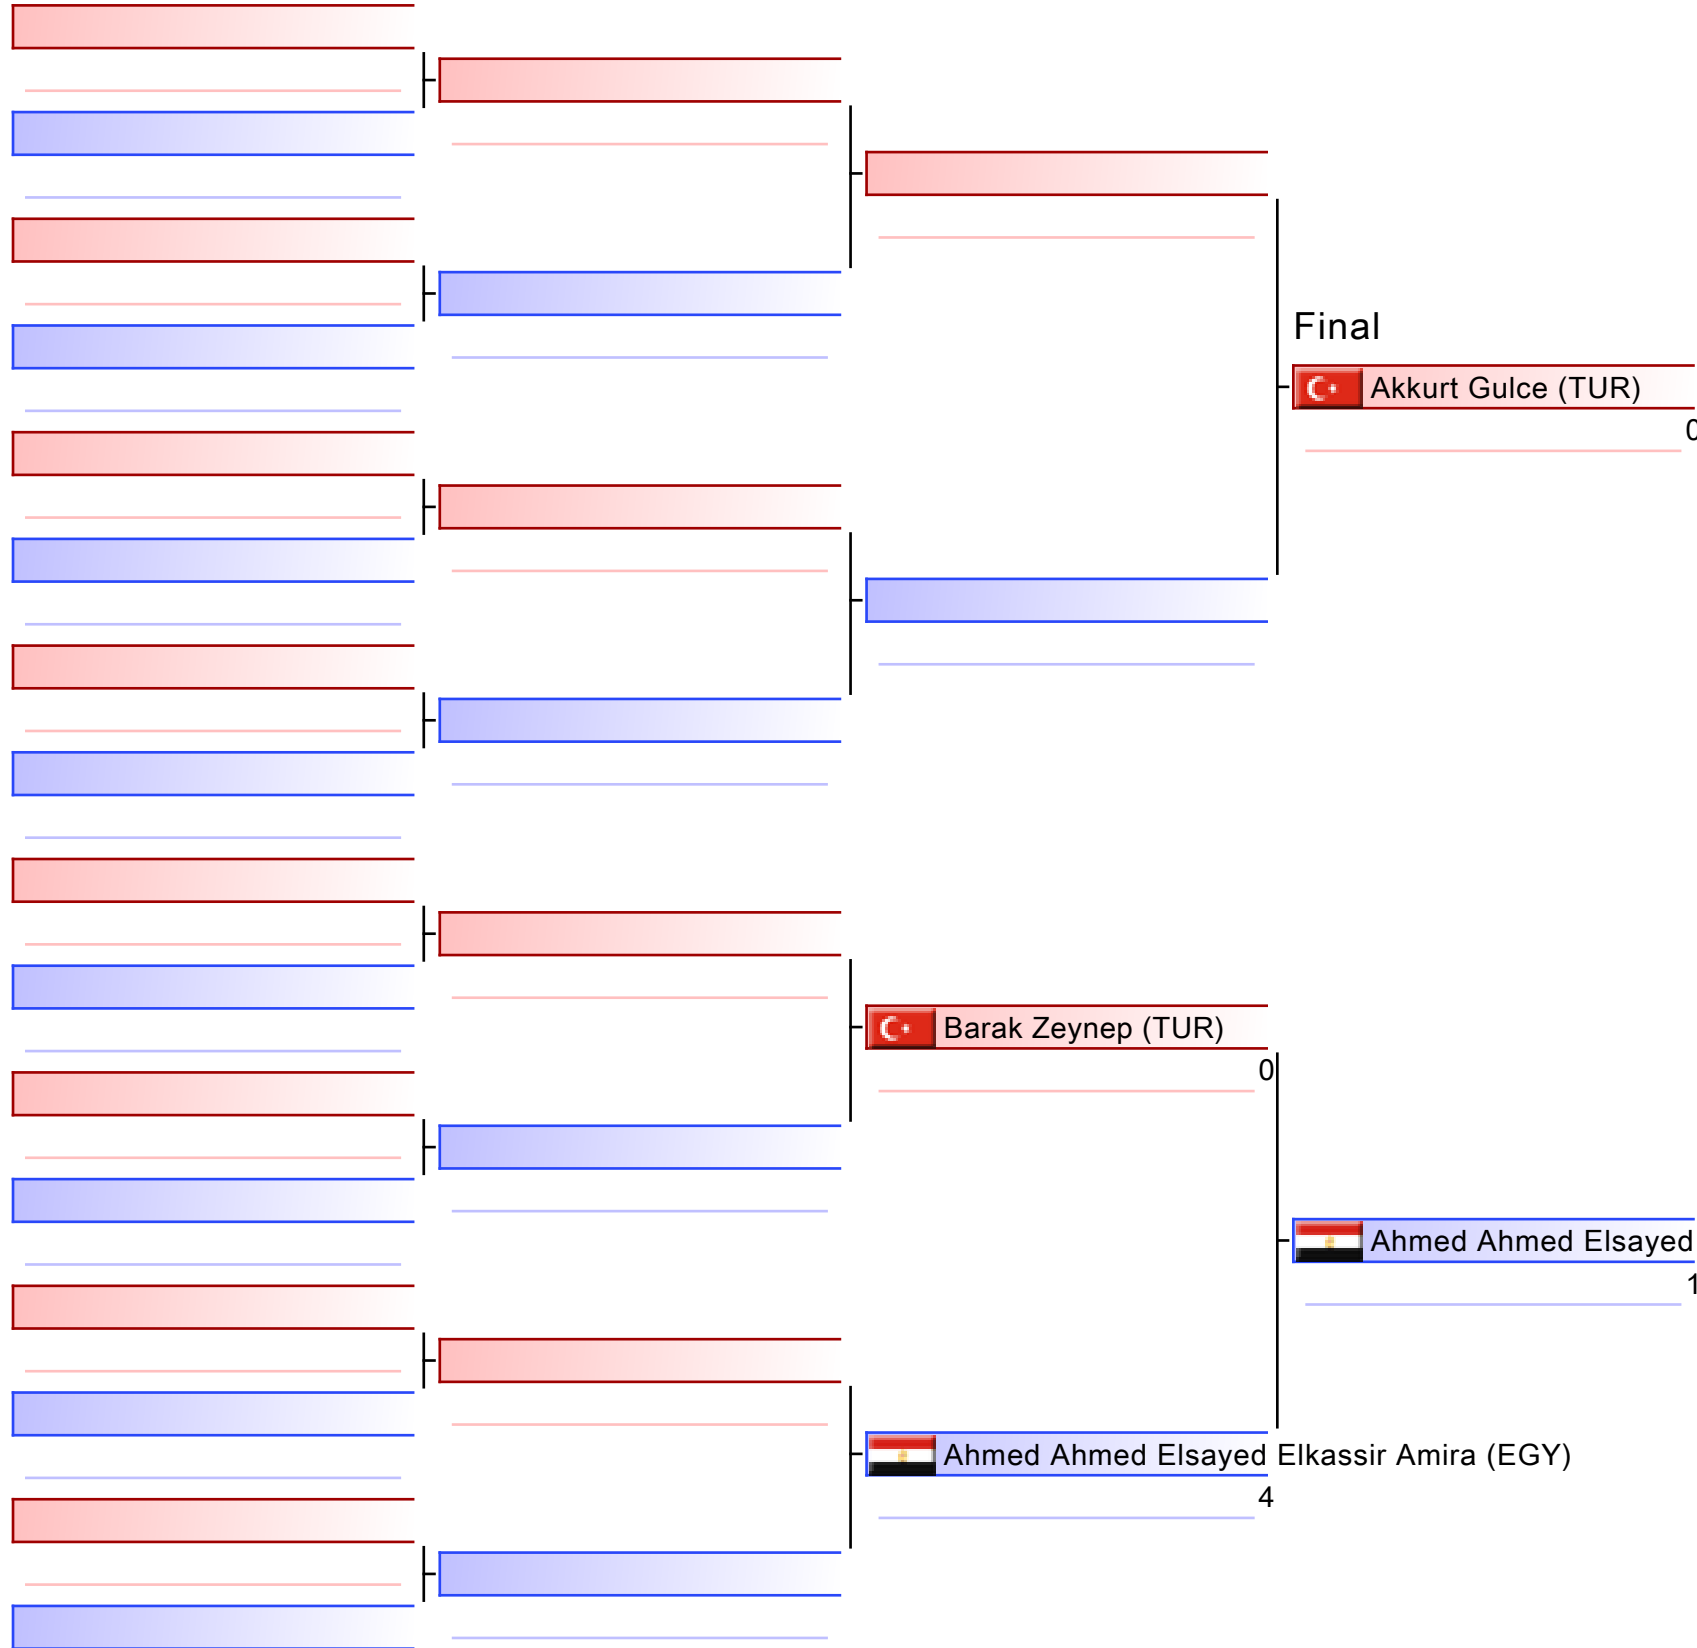 Final
Akkurt Gulce (TUR)
0
Barak Zeynep (TUR)
0
Ahmed Ahmed Elsayed
1
Ahmed Ahmed Elsayed Elkassir Amira (EGY)
4